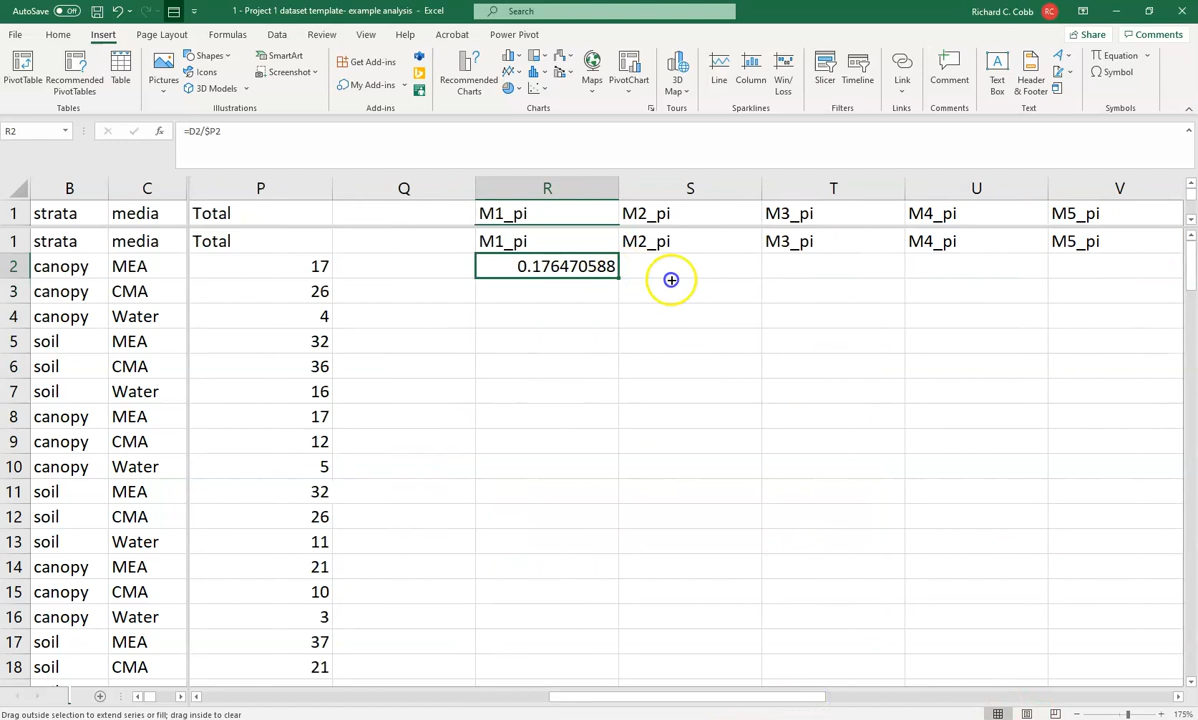 AutoSave Off 1 - Project 1 dataset template- example analysis - Excel Search Richard C. Cobb RC
File Home Insert Page Layout Formulas Data Review View Help Acrobat Power Pivot Share Comments
PivotTable Recommended PivotTables Table Tables
Pictures Shapes Icons 3D Models SmartArt Screenshot Illustrations
Get Add-ins My Add-ins Add-ins
Recommended Charts Maps PivotChart Charts
3D Map Tours
Line Column Win/Loss Sparklines
Slicer Timeline Filters
Link Links
Comment Comments
Text Box Header & Footer Text
Equation Symbol Symbols
R2 fx =D2/$P2
B C P Q R S T U V
1 strata media Total M1_pi M2_pi M3_pi M4_pi M5_pi
1 strata media Total M1_pi M2_pi M3_pi M4_pi M5_pi
2 canopy MEA 17 0.176470588
3 canopy CMA 26
4 canopy Water 4
5 soil MEA 32
6 soil CMA 36
7 soil Water 16
8 canopy MEA 17
9 canopy CMA 12
10 canopy Water 5
11 soil MEA 32
12 soil CMA 26
13 soil Water 11
14 canopy MEA 21
15 canopy CMA 10
16 canopy Water 3
17 soil MEA 37
18 soil CMA 21
Drag outside selection to extend series or fill; drag inside to clear 175%